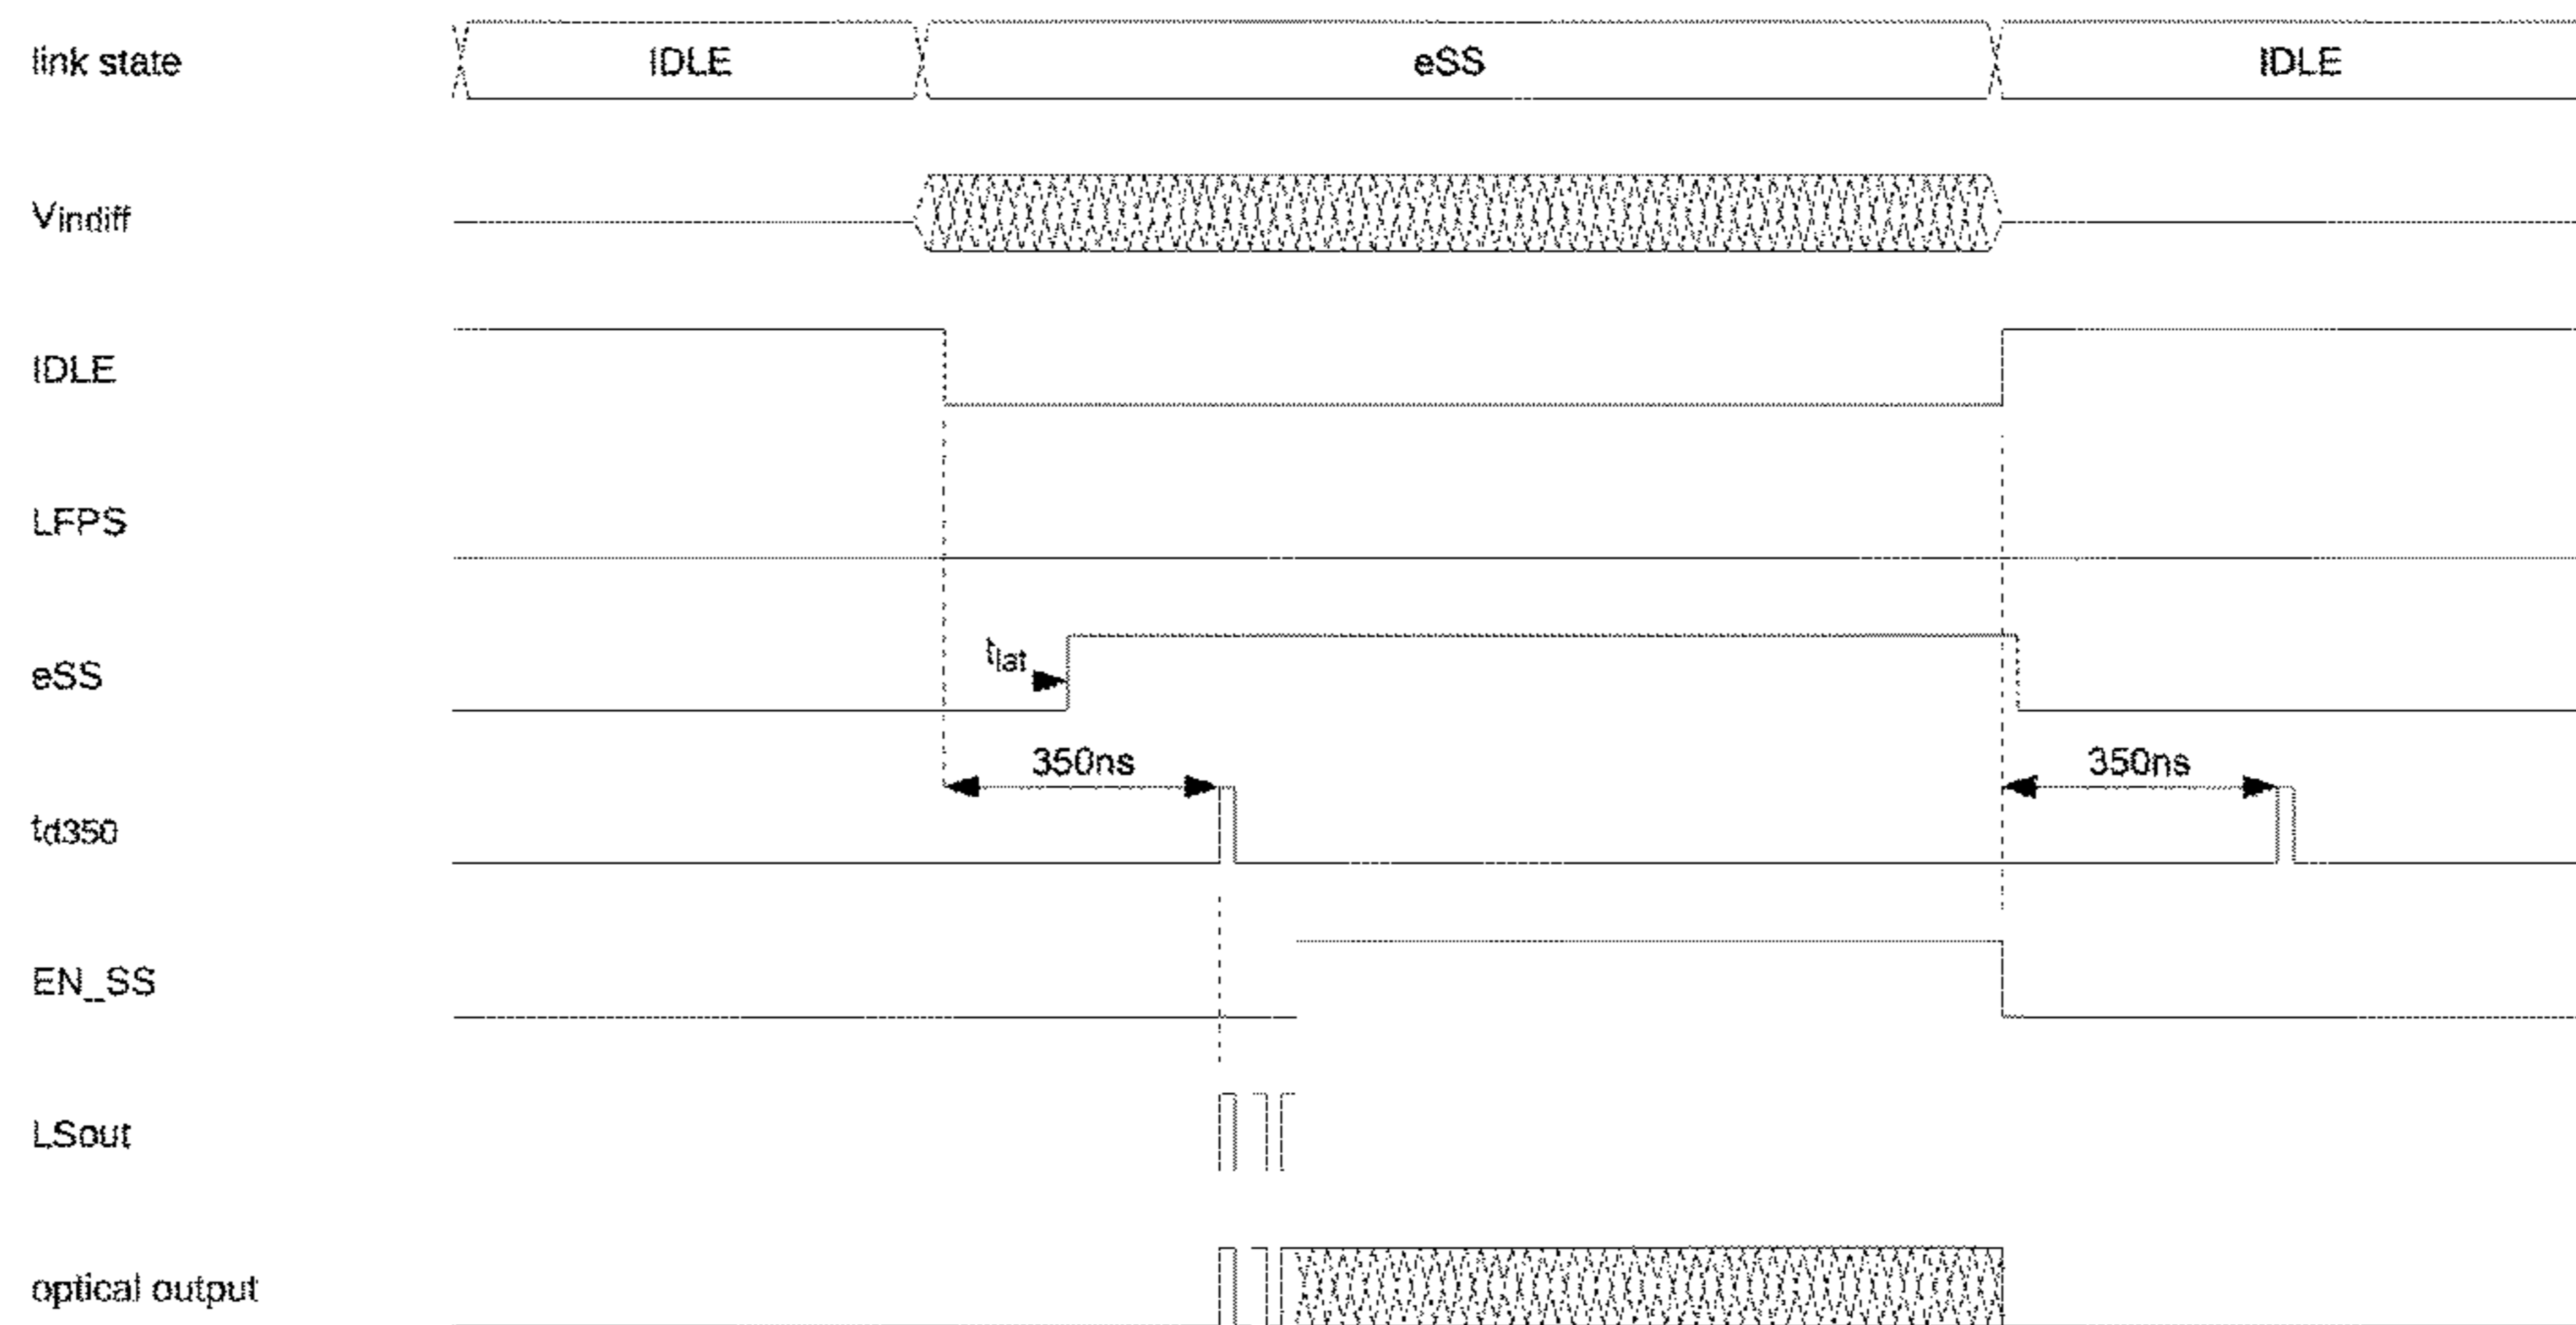 link state IDLE eSS IDLE
Vindiff
IDLE
LFPS
tlat
eSS
350ns 350ns
td350
EN_SS
LSout
optical output